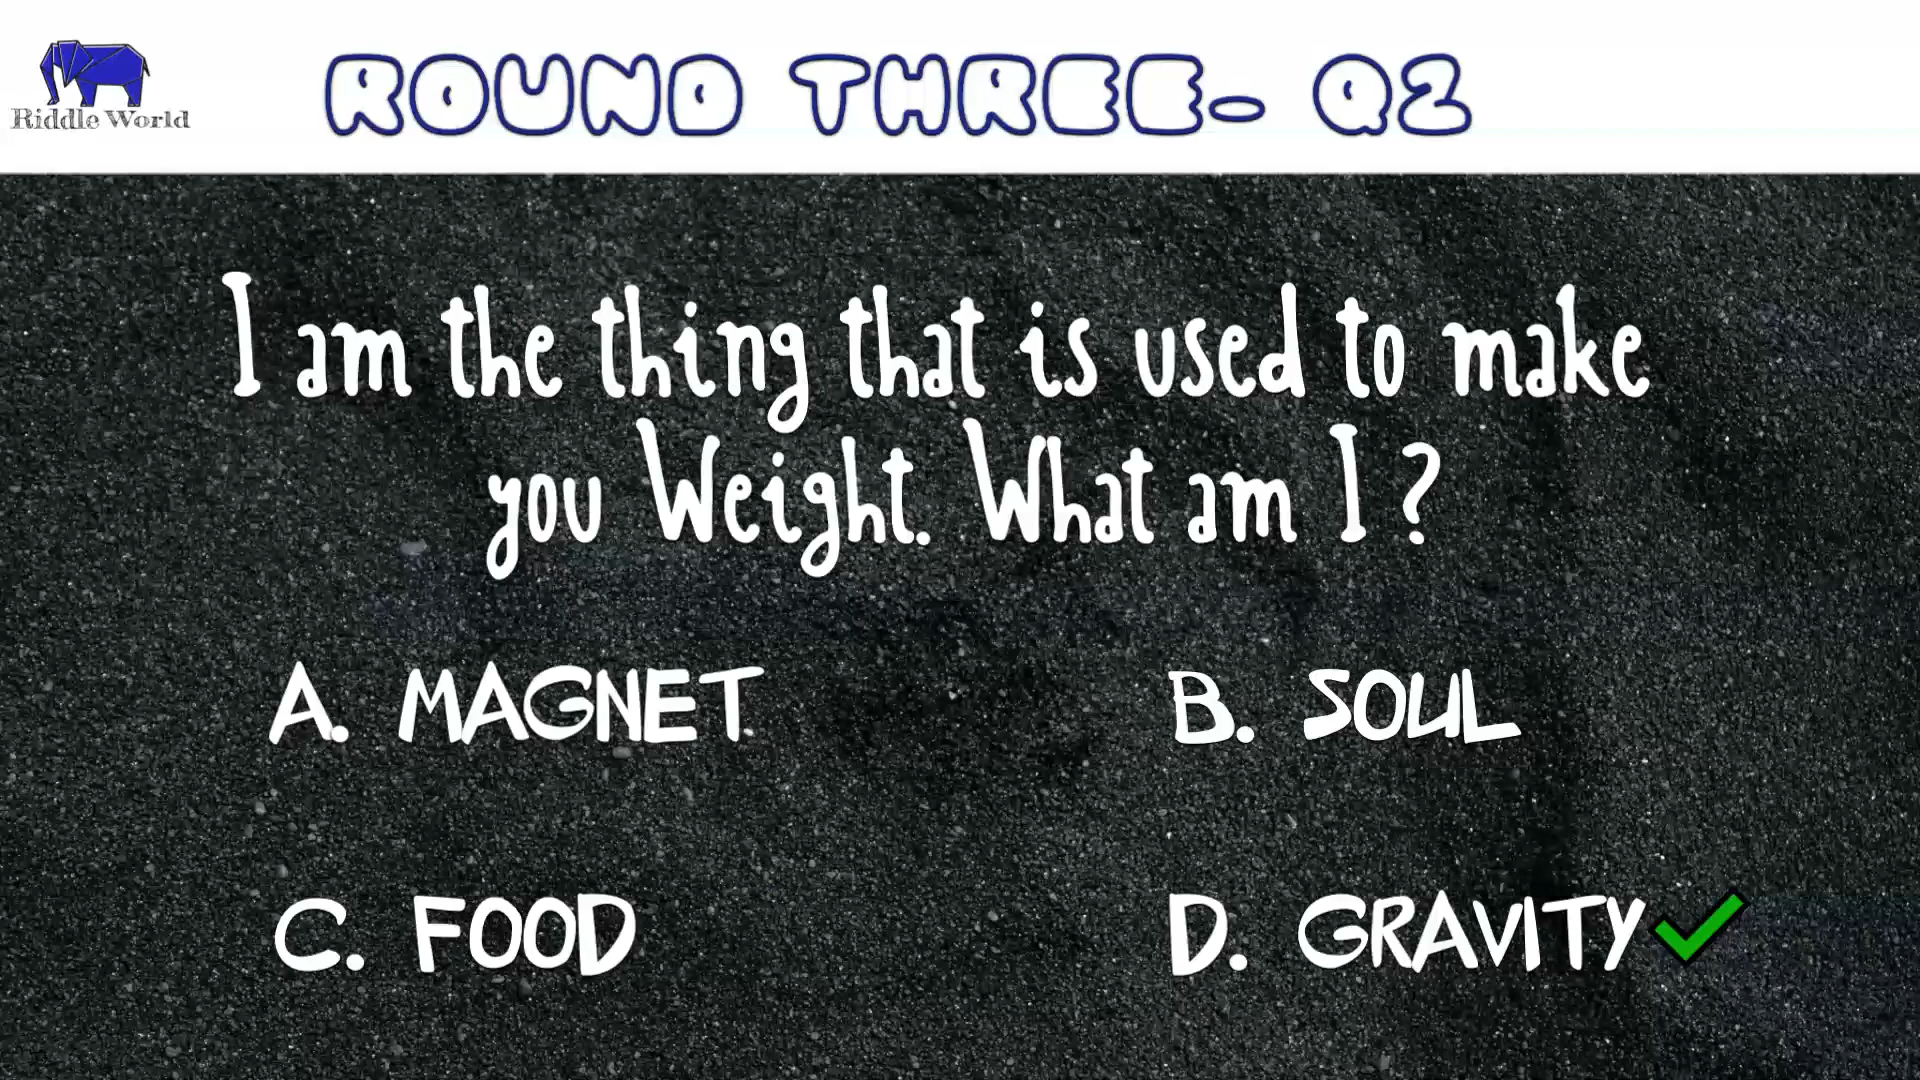 Riddle World
ROUND THREE- Q2
I am the thing that is used to make
you Weight. What am I ?
A. MAGNET
B. SOUL
C. FOOD
D. GRAVITY